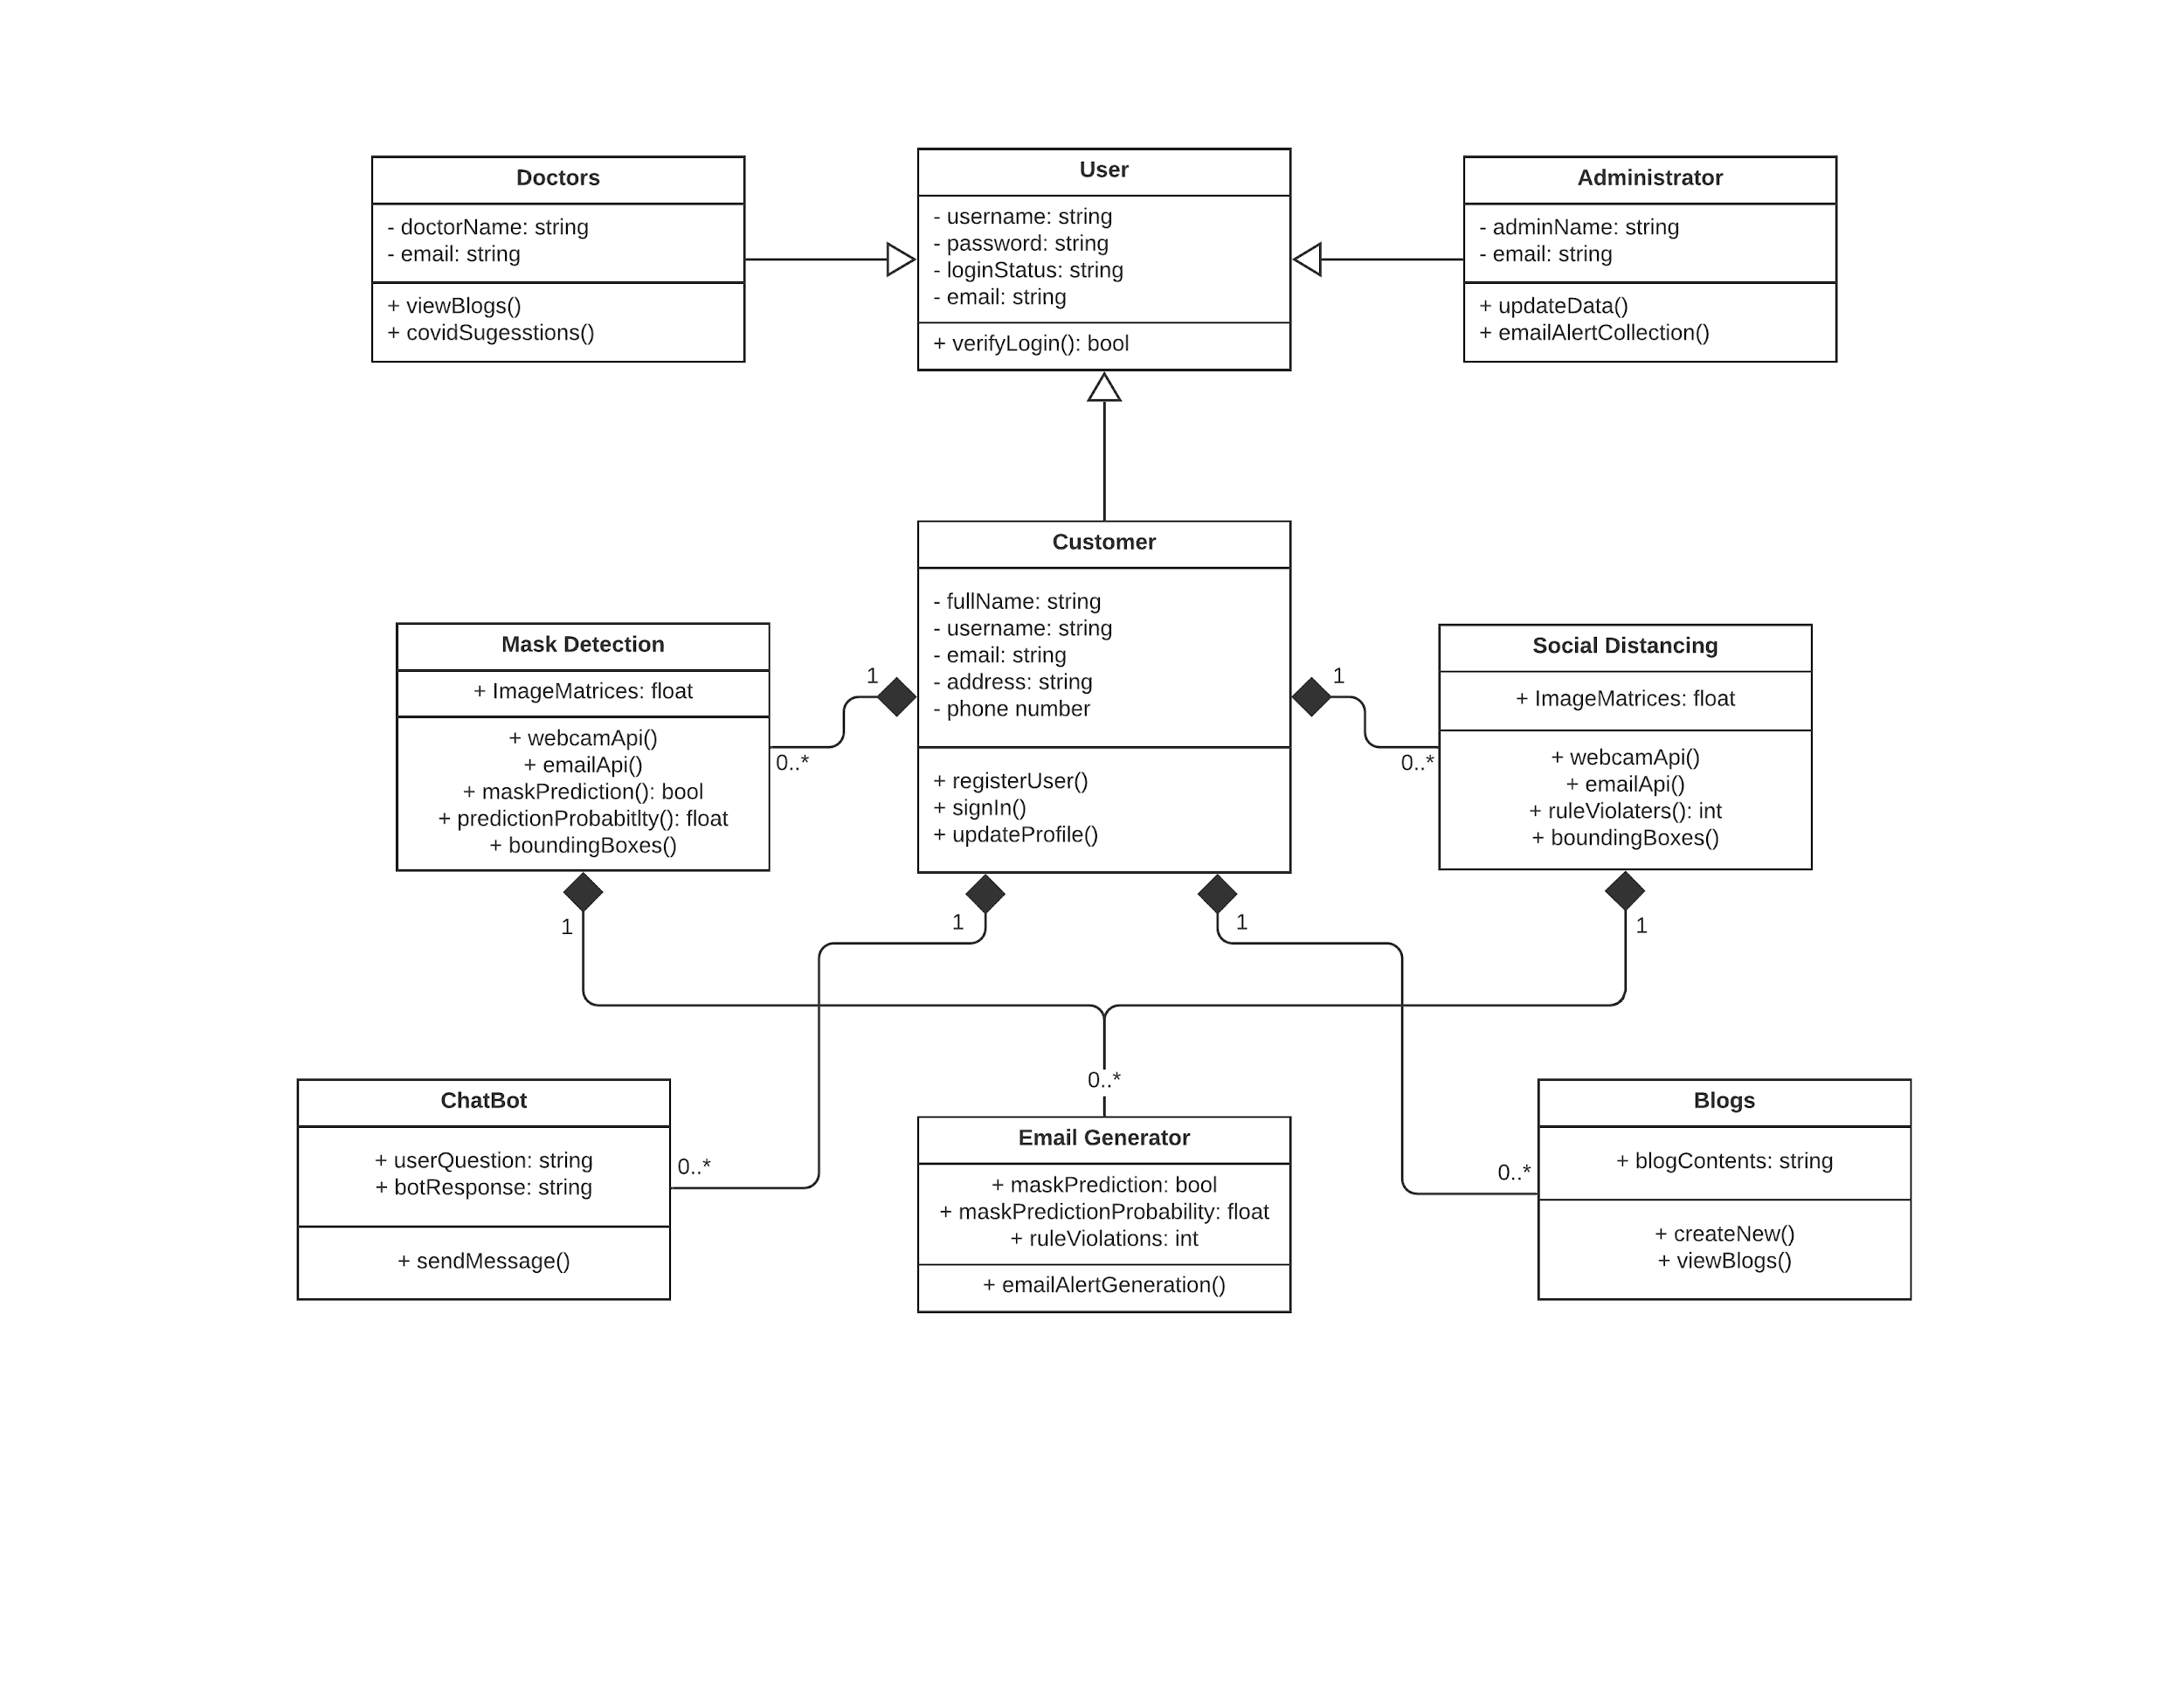 Doctors
- doctorName: string
- email: string
+ viewBlogs()
+ covidSugesstions()
User
- username: string
- password: string
- loginStatus: string
- email: string
+ verifyLogin(): bool
Administrator
- adminName: string
- email: string
+ updateData()
+ emailAlertCollection()
Customer
- fullName: string
- username: string
- email: string
- address: string
- phone number
+ registerUser()
+ signIn()
+ updateProfile()
Mask Detection
+ ImageMatrices: float
+ webcamApi()
+ emailApi()
+ maskPrediction(): bool
+ predictionProbabitlty(): float
+ boundingBoxes()
1
0..*
1
0..*
Social Distancing
+ ImageMatrices: float
+ webcamApi()
+ emailApi()
+ ruleViolaters(): int
+ boundingBoxes()
1
1
1
1
0..*
ChatBot
+ userQuestion: string
+ botResponse: string
+ sendMessage()
0..*
Email Generator
+ maskPrediction: bool
+ maskPredictionProbability: float
+ ruleViolations: int
+ emailAlertGeneration()
0..*
Blogs
+ blogContents: string
+ createNew()
+ viewBlogs()